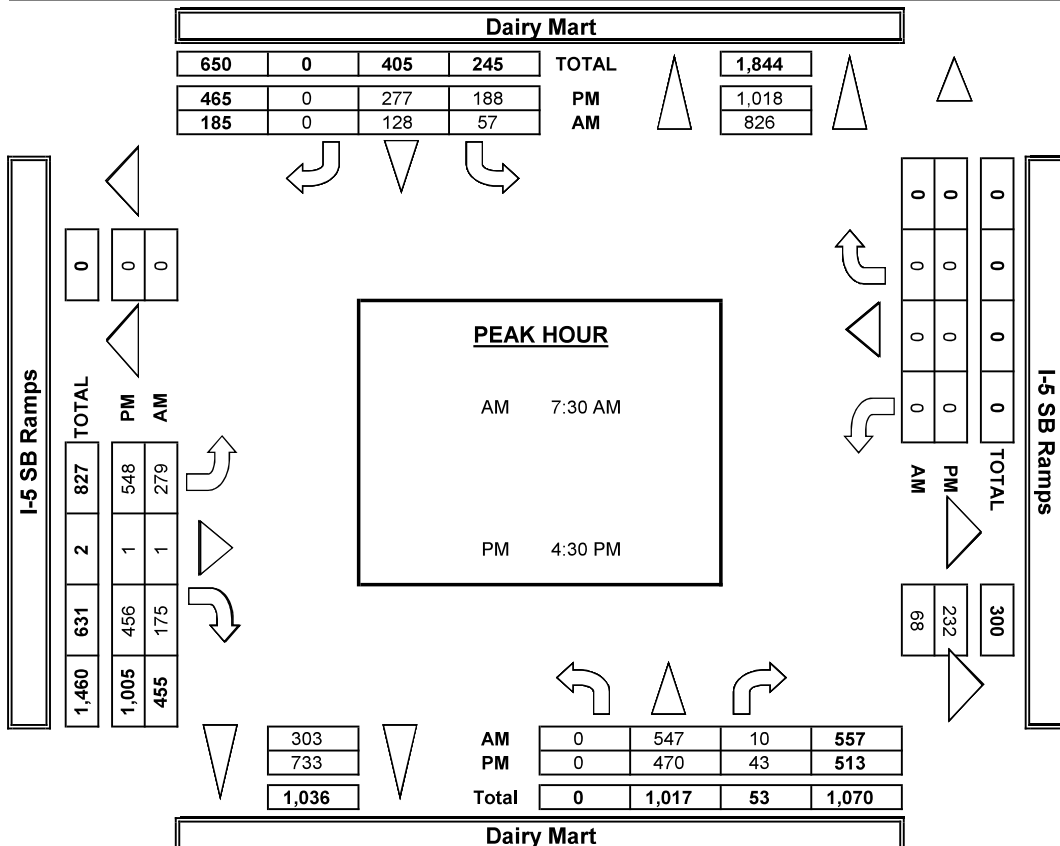 Dairy Mart
650 0 405 245 TOTAL 1,844
465 0 277 188 PM 1,018
185 0 128 57 AM 826
I-5 SB Ramps
0 0 0
TOTAL PM AM
827 548 279
2 1 1
631 456 175
1,460 1,005 455
PEAK HOUR
AM 7:30 AM
PM 4:30 PM
0 0 0
0 0 0
0 0 0
0 0 0
AM PM TOTAL
68 232 300
I-5 SB Ramps
303 AM 0 547 10 557
733 PM 0 470 43 513
1,036 Total 0 1,017 53 1,070
Dairy Mart